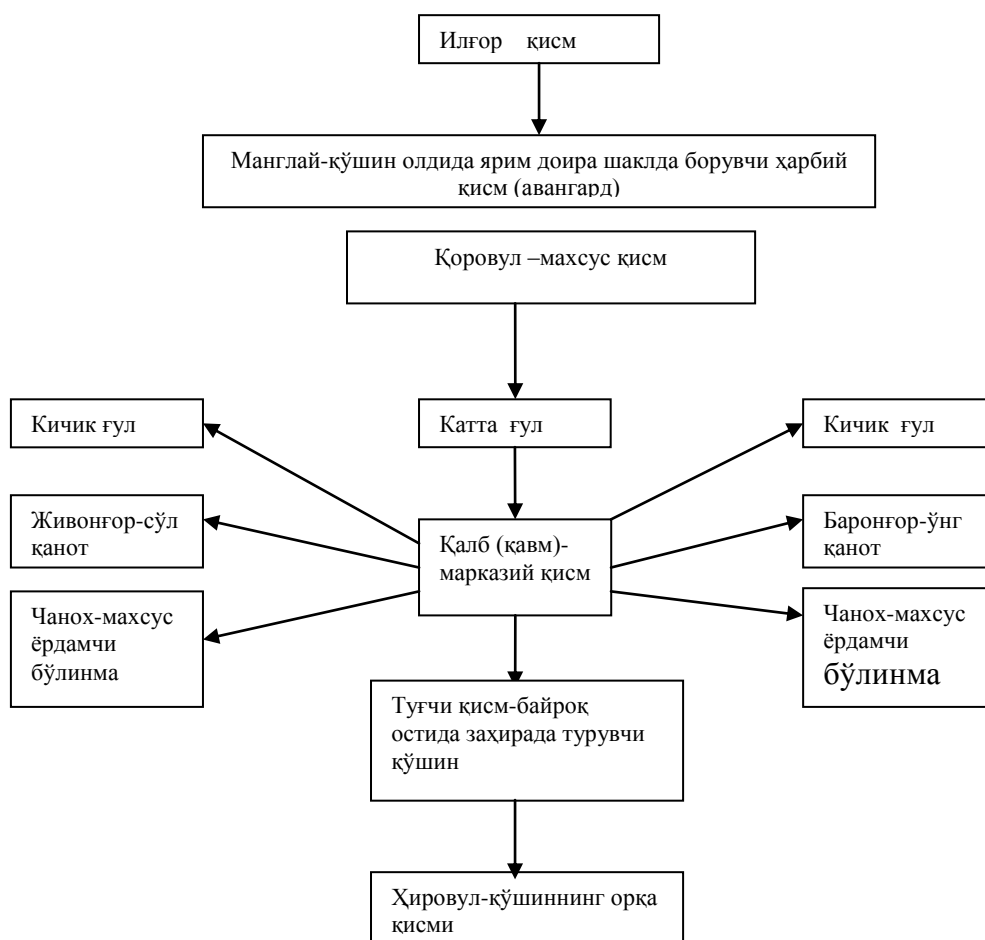 Илғор қисм
Манглай-қўшин олдида ярим доира шаклда борувчи ҳарбий
қисм (авангард)
Қоровул –махсус қисм
Кичик ғул
Катта ғул
Кичик ғул
Живонғор-сўл
қанот
Қалб (қавм)-
марказий қисм
Баронғор-ўнг
қанот
Чанох-махсус
ёрдамчи
бўлинма
Чанох-махсус
ёрдамчи
бўлинма
Туғчи қисм-байроқ
остида заҳирада турувчи
қўшин
Ҳировул-қўшиннинг орқа
қисми